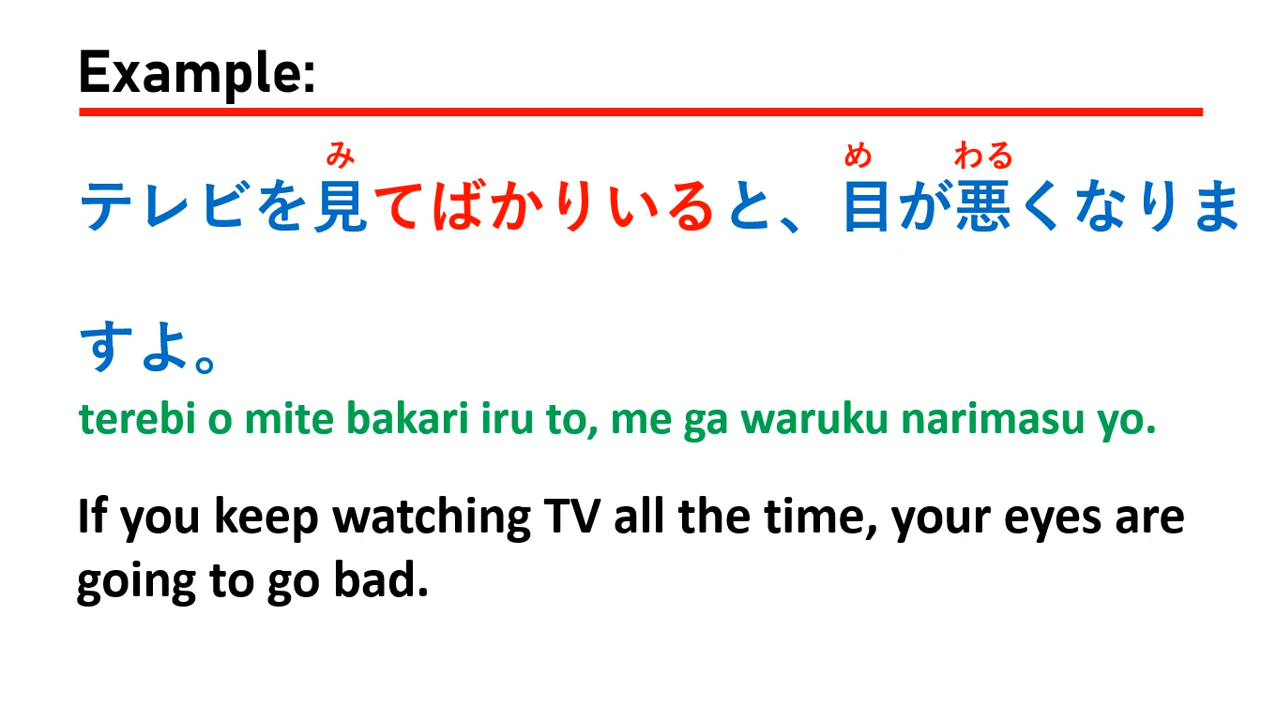 Example:
み め わる
テレビを見てばかりいると、目が悪くなりま
すよ。
terebi o mite bakari iru to, me ga waruku narimasu yo.
If you keep watching TV all the time, your eyes are
going to go bad.